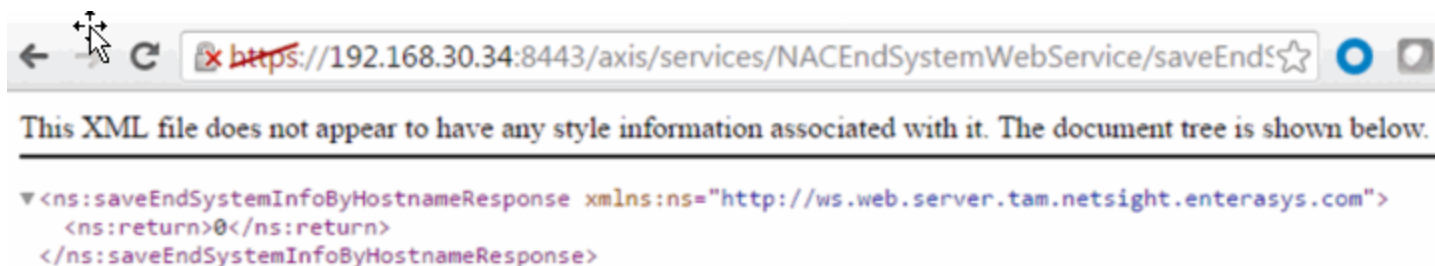 https://192.168.30.34:8443/axis/services/NACEndSystemWebService/saveEndS
This XML file does not appear to have any style information associated with it. The document tree is shown below.
▼<ns:saveEndSystemInfoByHostnameResponse xmlns:ns="http://ws.web.server.tam.netsight.enterasys.com">
<ns:return>0</ns:return>
</ns:saveEndSystemInfoByHostnameResponse>